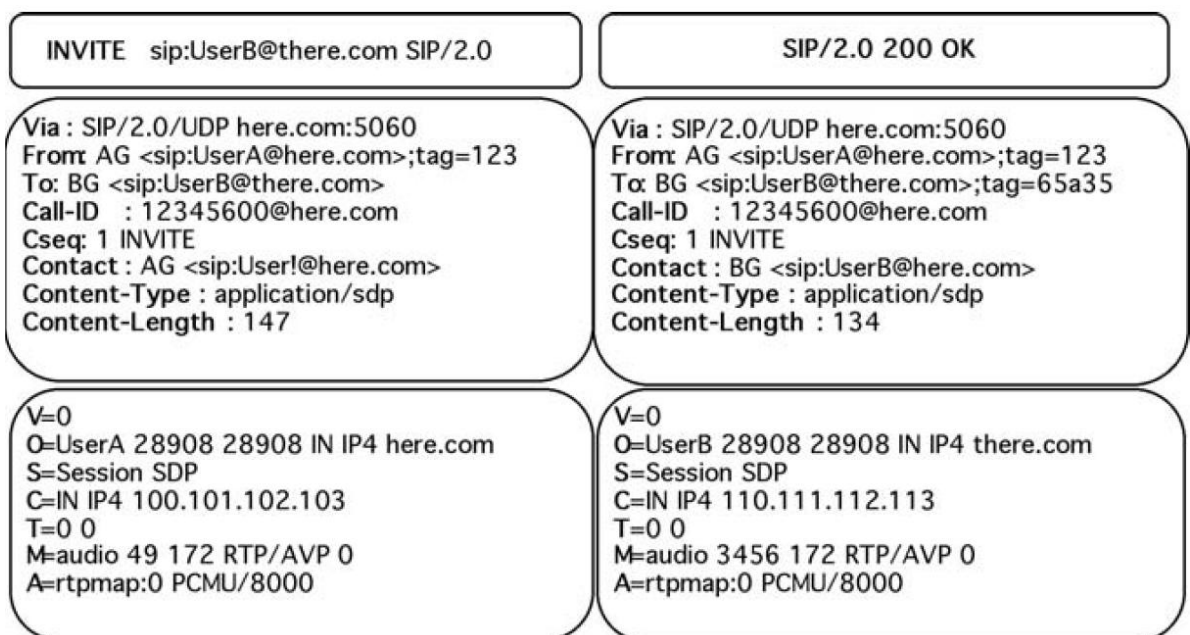 INVITE sip:UserB@there.com SIP/2.0
Via : SIP/2.0/UDP here.com:5060
From: AG <sip:UserA@here.com>;tag=123
To: BG <sip:UserB@there.com>
Call-ID : 12345600@here.com
Cseq: 1 INVITE
Contact : AG <sip:User!@here.com>
Content-Type : application/sdp
Content-Length : 147
V=0
O=UserA 28908 28908 IN IP4 here.com
S=Session SDP
C=IN IP4 100.101.102.103
T=0 0
M=audio 49 172 RTP/AVP 0
A=rtpmap:0 PCMU/8000
SIP/2.0 200 OK
Via : SIP/2.0/UDP here.com:5060
From: AG <sip:UserA@here.com>;tag=123
To: BG <sip:UserB@there.com>;tag=65a35
Call-ID : 12345600@here.com
Cseq: 1 INVITE
Contact : BG <sip:UserB@here.com>
Content-Type : application/sdp
Content-Length : 134
V=0
O=UserB 28908 28908 IN IP4 there.com
S=Session SDP
C=IN IP4 110.111.112.113
T=0 0
M=audio 3456 172 RTP/AVP 0
A=rtpmap:0 PCMU/8000